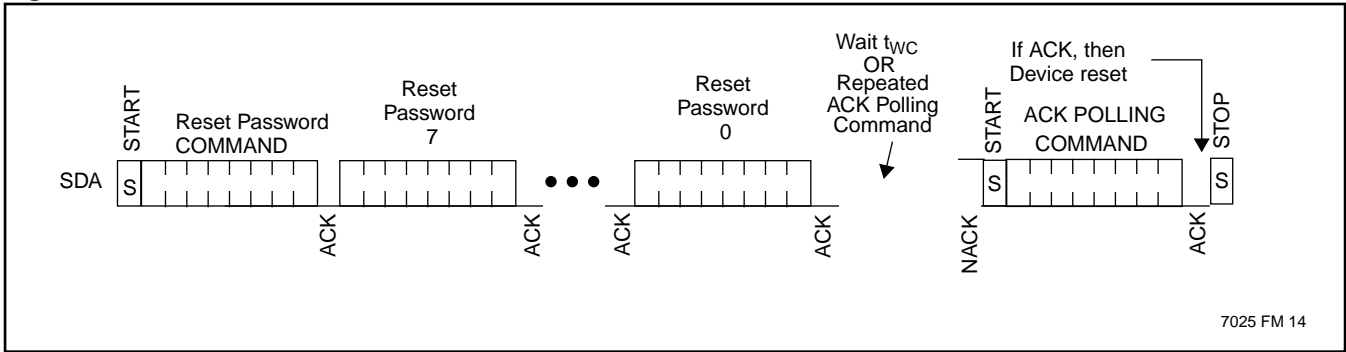 Wait tWC
OR
Repeated
ACK Polling
Command
If ACK, then
Device reset
START
Reset Password
COMMAND
Reset
Password
7
Reset
Password
0
START
ACK POLLING
COMMAND
STOP
SDA
S
S
S
ACK
ACK
ACK
ACK
NACK
ACK
7025 FM 14